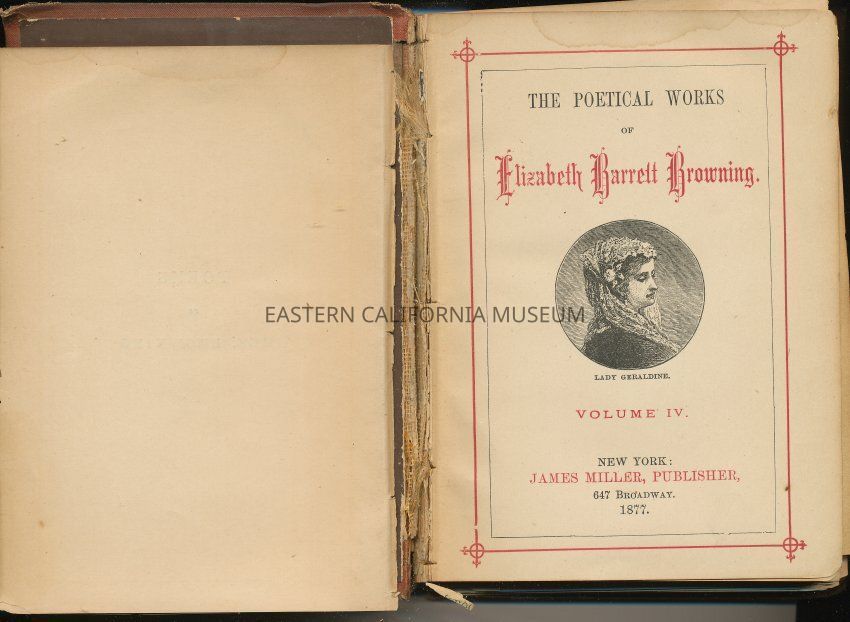 THE POETICAL WORKS
OF
Elizabeth Barrett Browning.
EASTERN CALIFORNIA MUSEUM
LADY GERALDINE.
VOLUME IV.
NEW YORK:
JAMES MILLER, PUBLISHER,
647 BROADWAY.
1877.